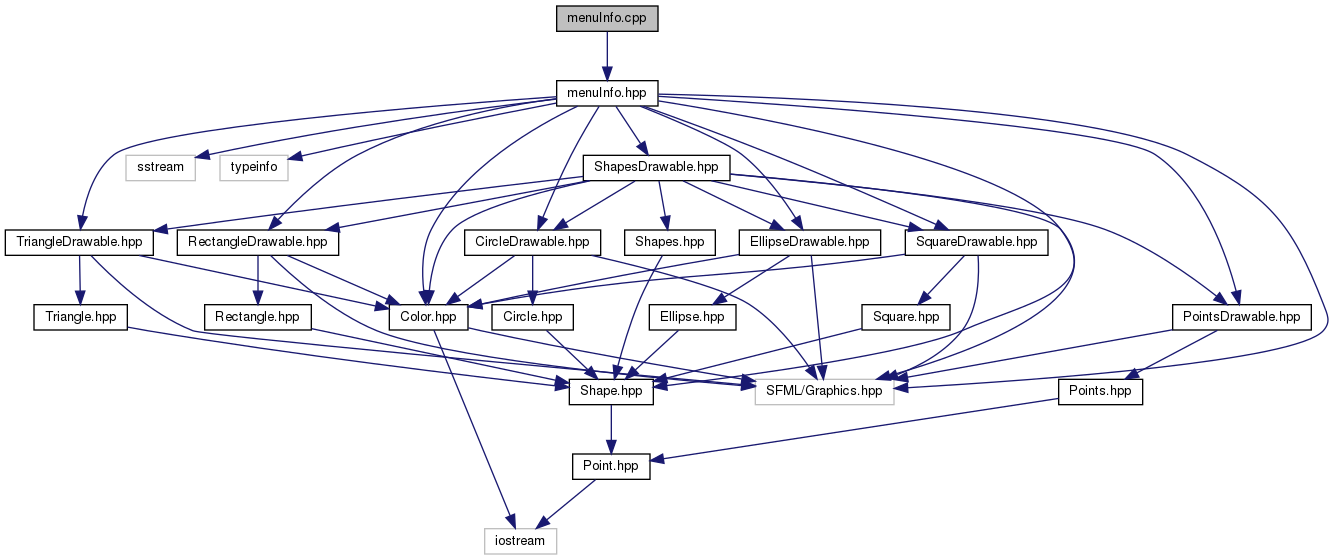 menuInfo.cpp
menuInfo.hpp
sstream
typeinfo
ShapesDrawable.hpp
TriangleDrawable.hpp
RectangleDrawable.hpp
CircleDrawable.hpp
Shapes.hpp
EllipseDrawable.hpp
SquareDrawable.hpp
Triangle.hpp
Rectangle.hpp
Color.hpp
Circle.hpp
Ellipse.hpp
Square.hpp
PointsDrawable.hpp
Shape.hpp
SFML/Graphics.hpp
Points.hpp
Point.hpp
iostream